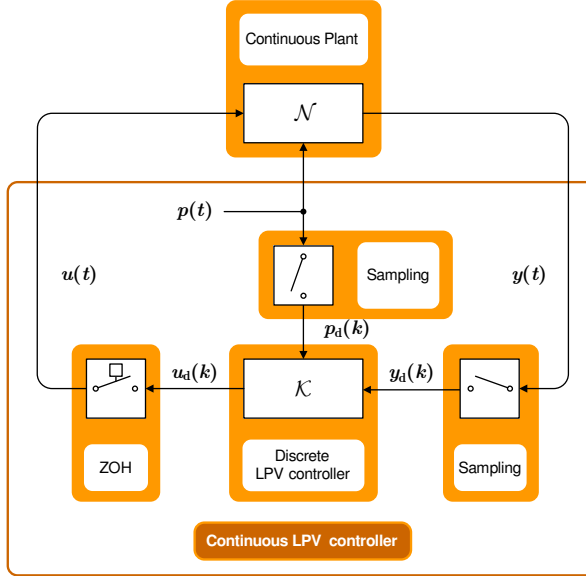 Continuous Plant
𝒩
p(t)
u(t)
Sampling
y(t)
p_d(k)
u_d(k)
𝒦
y_d(k)
ZOH
Discrete
LPV controller
Sampling
Continuous LPV controller